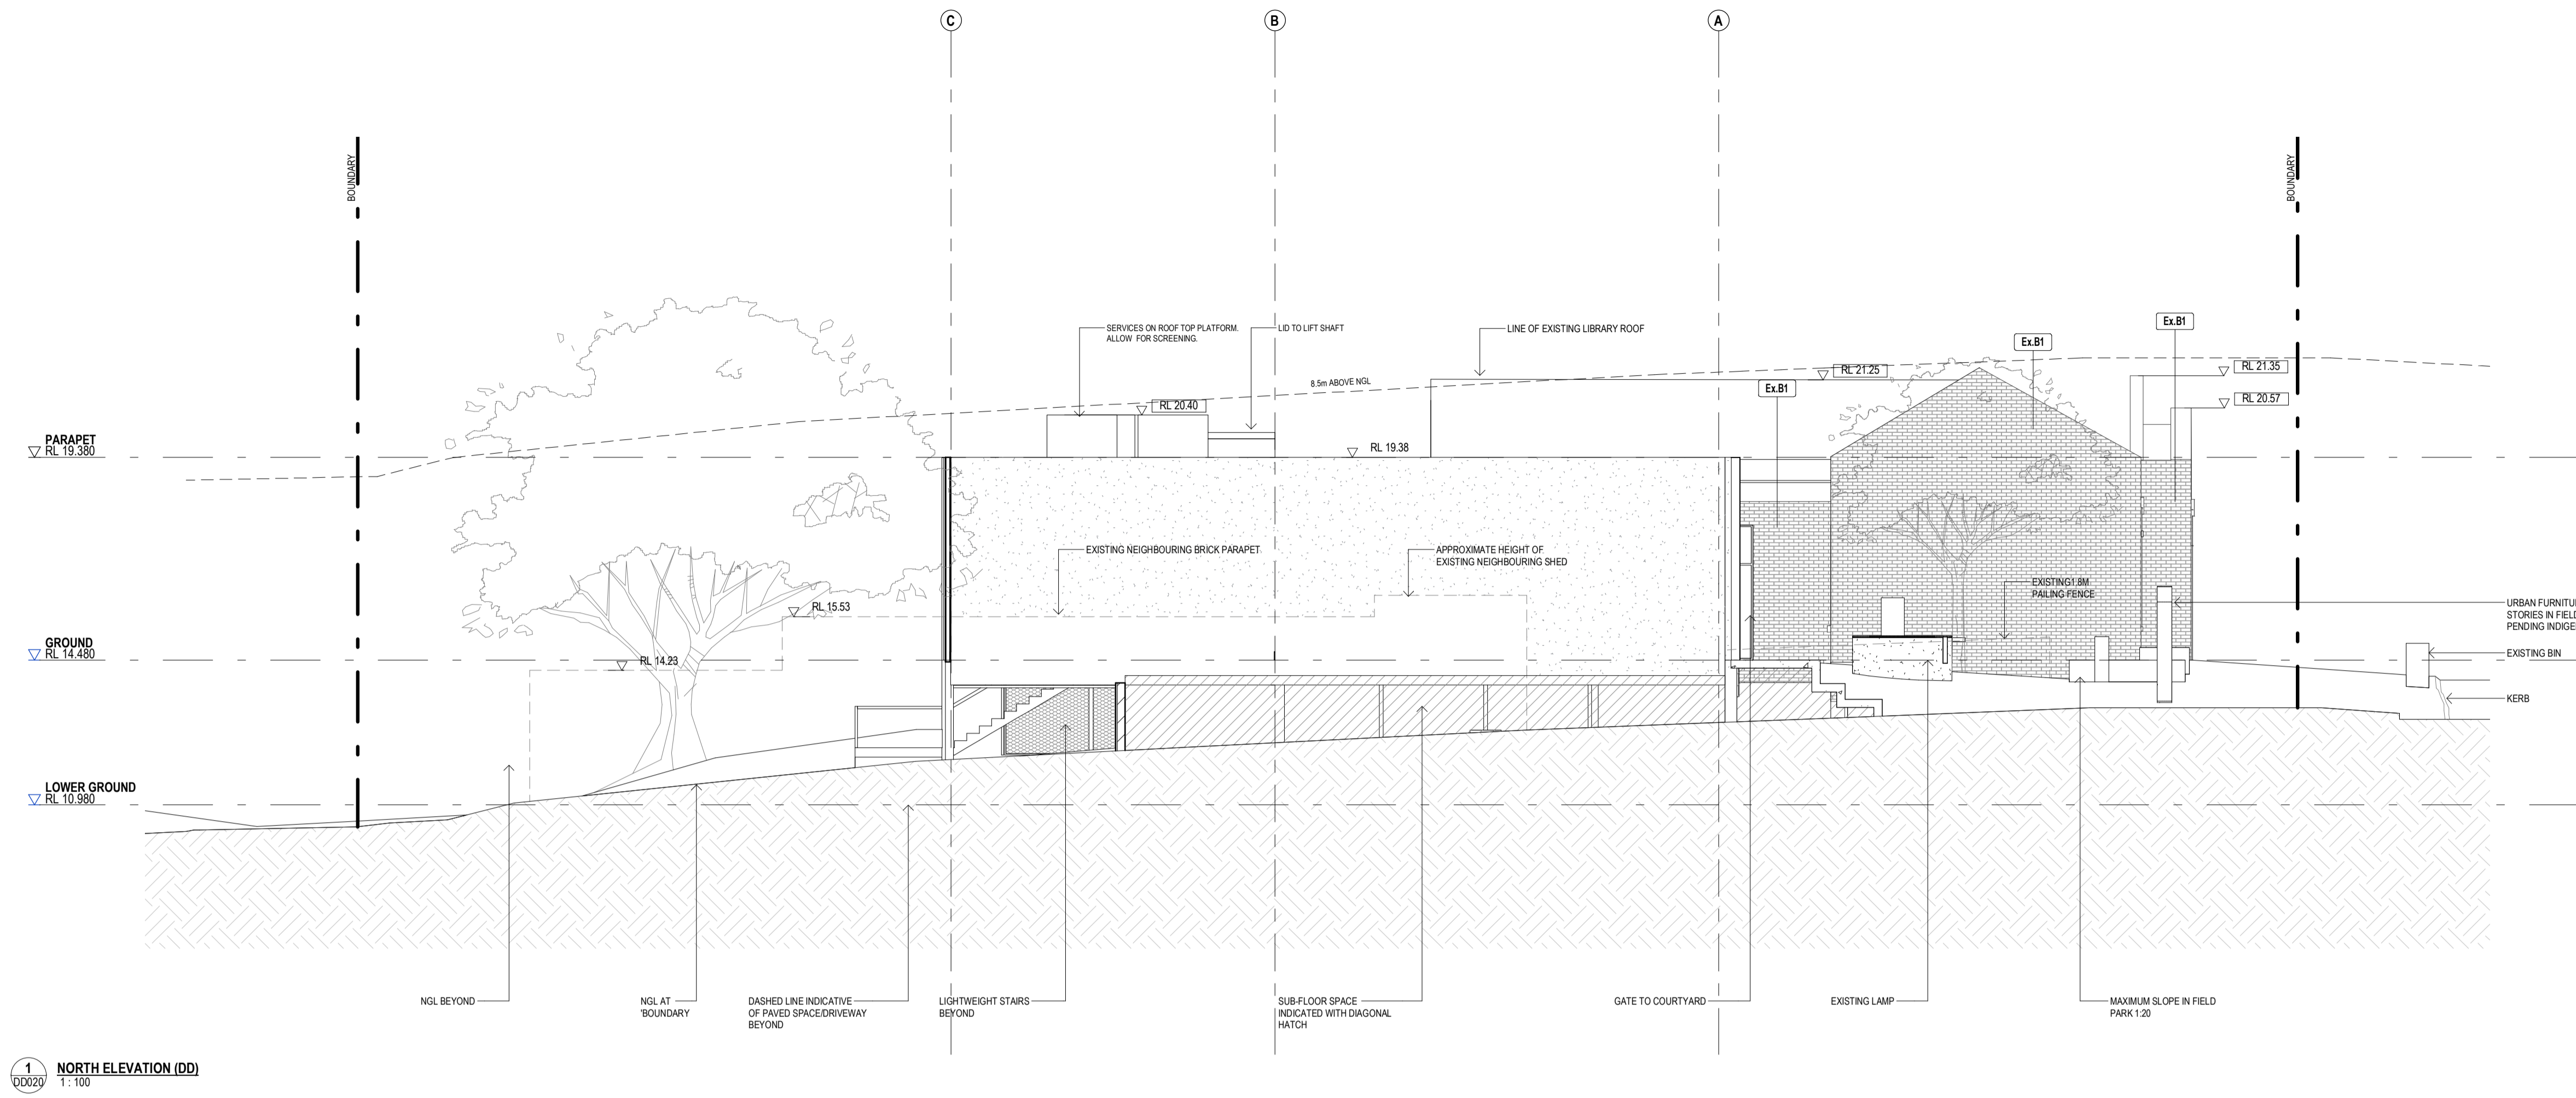 C
B
A
BOUNDARY
BOUNDARY
SERVICES ON ROOF TOP PLATFORM.
ALLOW FOR SCREENING.
LID TO LIFT SHAFT
LINE OF EXISTING LIBRARY ROOF
Ex.B1
Ex.B1
Ex.B1
8.5m ABOVE NGL
RL 21.25
RL 21.35
RL 20.57
RL 20.40
RL 19.38
PARAPET
RL 19.380
EXISTING NEIGHBOURING BRICK PARAPET
APPROXIMATE HEIGHT OF
EXISTING NEIGHBOURING SHED
EXISTING1.8M
PAILING FENCE
RL 15.53
URBAN FURNITU
STORIES IN FIELD
PENDING INDIGE
GROUND
RL 14.480
RL 14.23
EXISTING BIN
KERB
LOWER GROUND
RL 10.980
NGL BEYOND
NGL AT
'BOUNDARY
DASHED LINE INDICATIVE
OF PAVED SPACE/DRIVEWAY
BEYOND
LIGHTWEIGHT STAIRS
BEYOND
SUB-FLOOR SPACE
INDICATED WITH DIAGONAL
HATCH
GATE TO COURTYARD
EXISTING LAMP
MAXIMUM SLOPE IN FIELD
PARK 1:20
1
DD020
NORTH ELEVATION (DD)
1 : 100